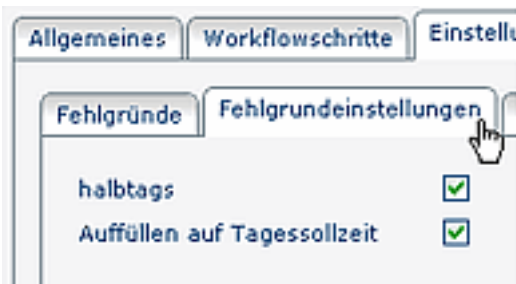 Allgemeines Workflowschritte
Fehlgründe Fehlgrundeinstellungen
halbtags
Auffüllen auf Tagessollzeit